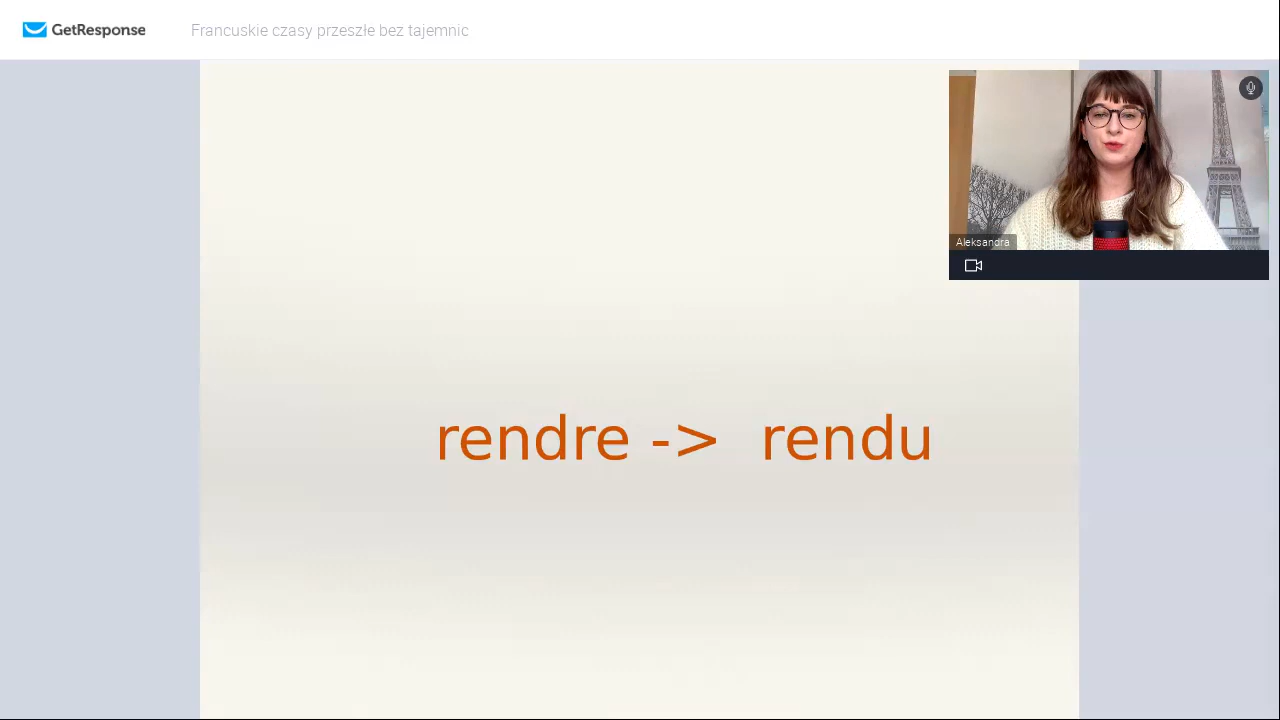 GetResponse
Francuskie czasy przeszłe bez tajemnic
Aleksandra
rendre -> rendu